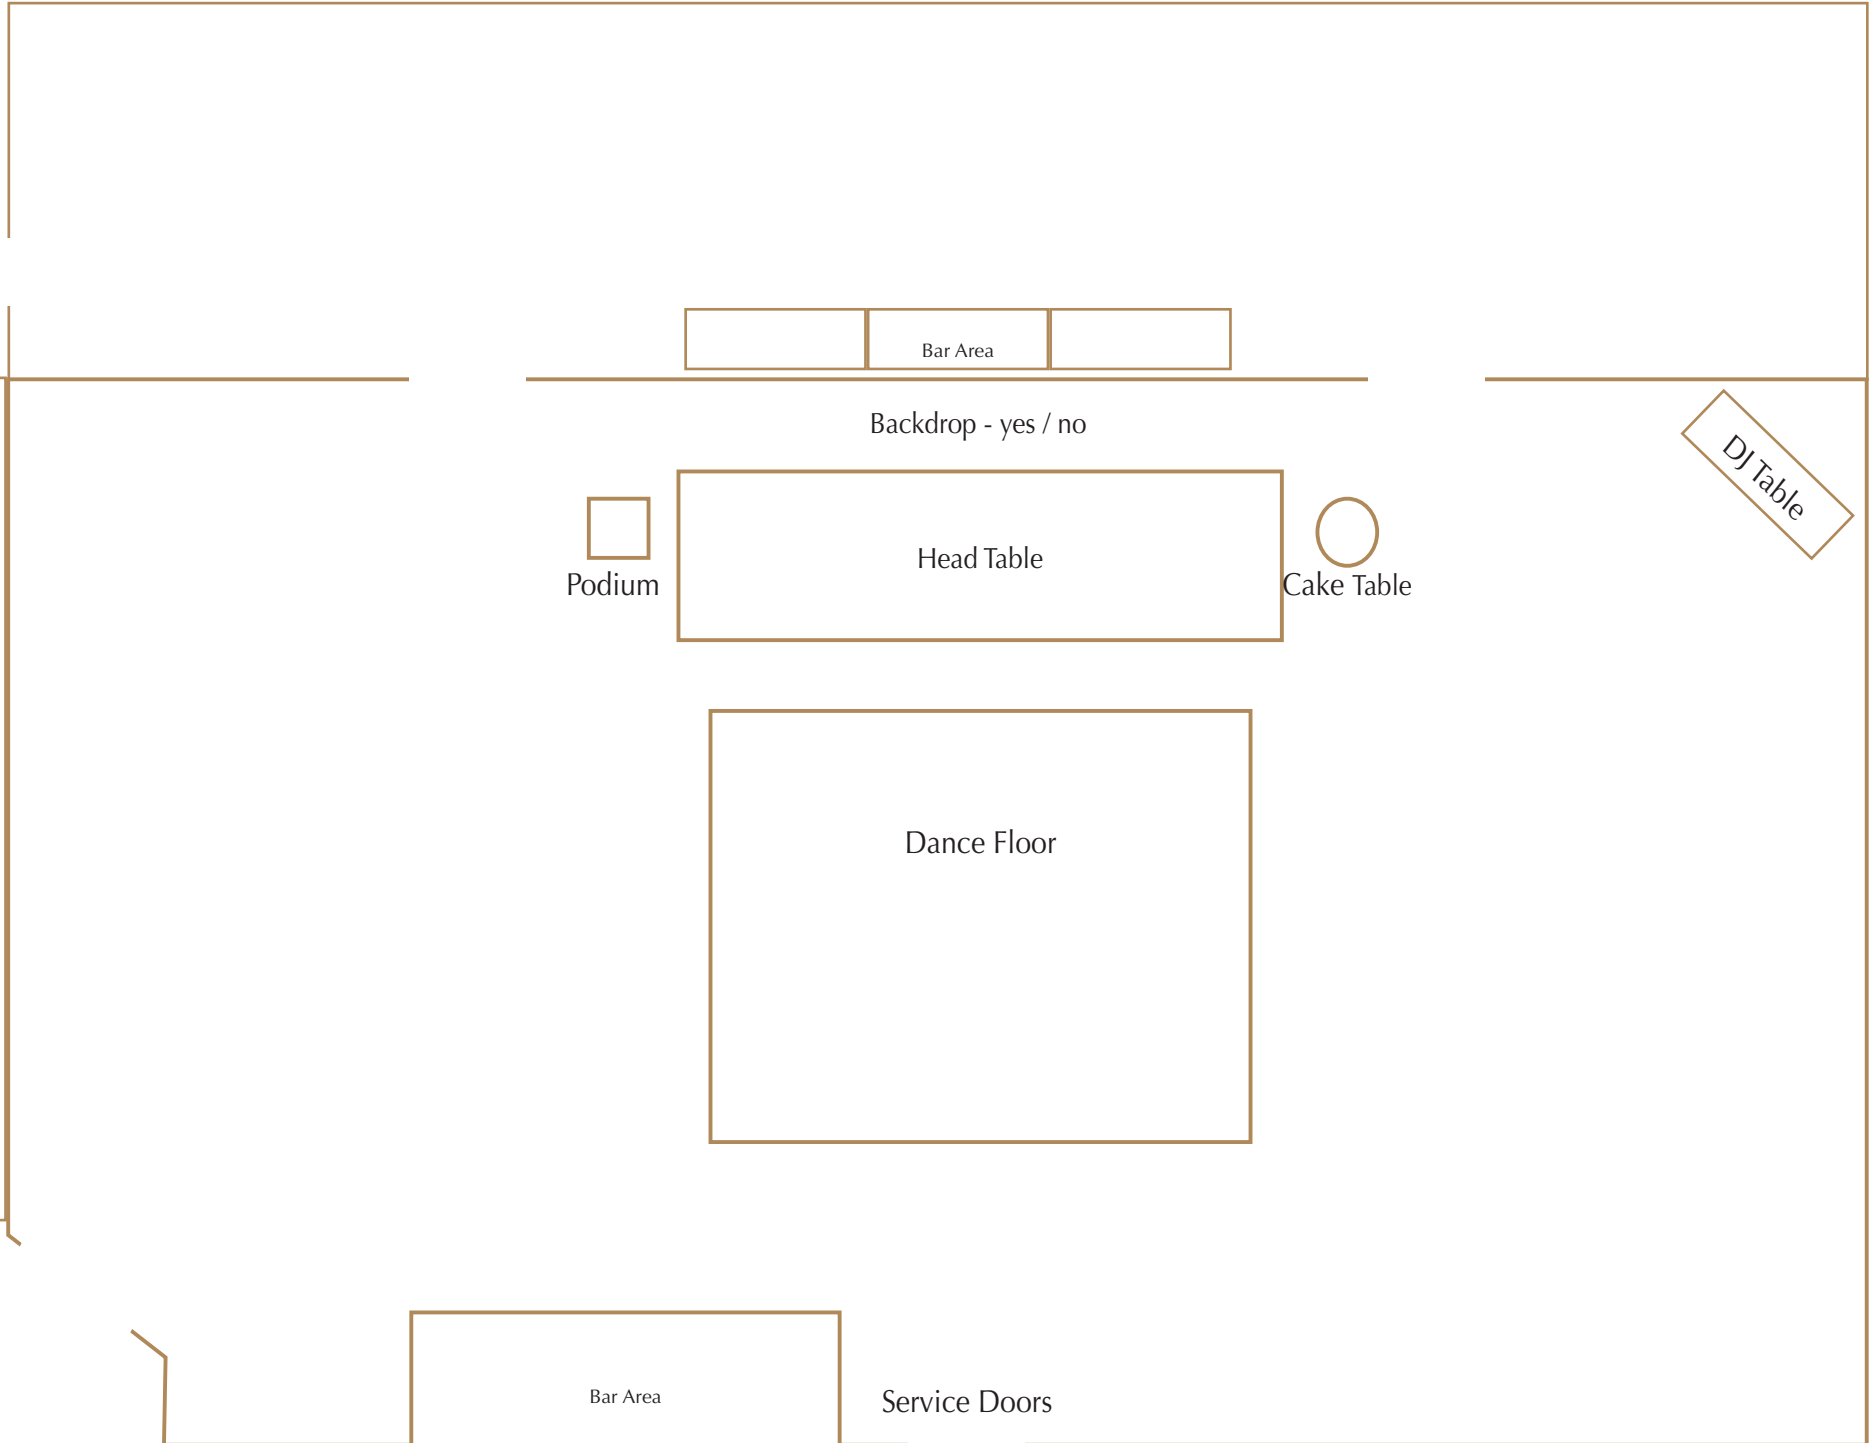 Bar Area
Backdrop - yes / no
DJ Table
Head Table
Podium
Cake Table
Dance Floor
Bar Area
Service Doors